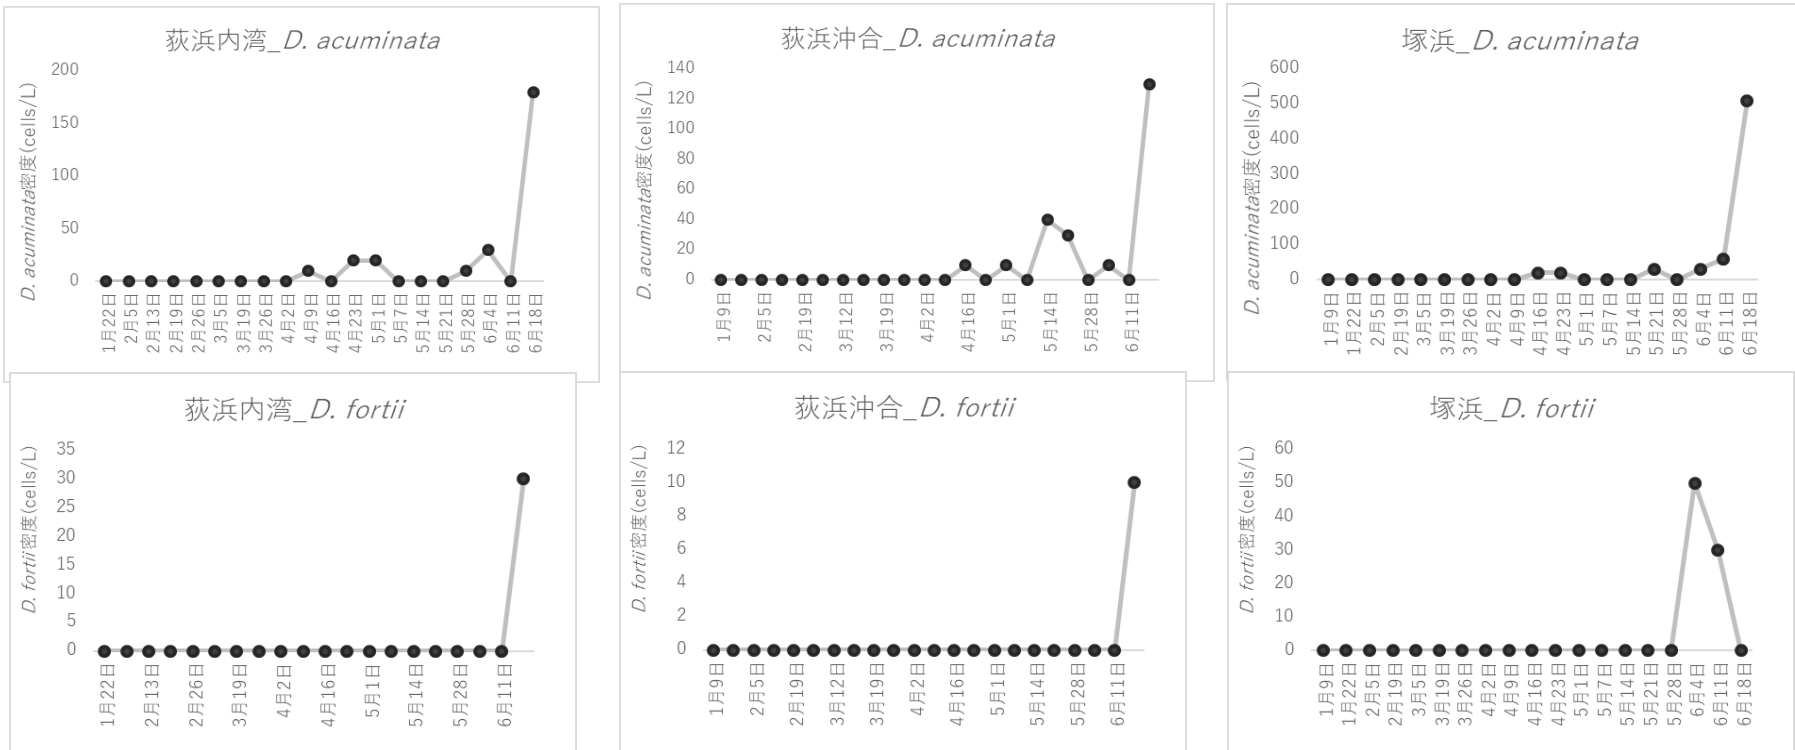 荻浜内湾_D. acuminata
D. acuminata密度(cells/L)
200
150
100
50
0
1月22日
2月5日
2月13日
2月19日
2月26日
3月5日
3月19日
3月26日
4月2日
4月9日
4月16日
4月23日
5月1日
5月7日
5月14日
5月21日
5月28日
6月4日
6月11日
6月18日
荻浜沖合_D. acuminata
D. acuminata密度(cells/L)
140
120
100
80
60
40
20
0
1月9日
2月5日
2月19日
3月12日
3月19日
4月2日
4月16日
5月1日
5月14日
5月28日
6月11日
塚浜_D. acuminata
D. acuminata密度(cells/L)
600
500
400
300
200
100
0
1月9日
1月22日
2月5日
2月19日
3月5日
3月19日
3月26日
4月2日
4月9日
4月16日
4月23日
5月1日
5月7日
5月14日
5月21日
5月28日
6月4日
6月11日
6月18日
荻浜内湾_D. fortii
D. fortii密度(cells/L)
35
30
25
20
15
10
5
0
1月22日
2月13日
2月26日
3月19日
4月2日
4月16日
5月1日
5月14日
5月28日
6月11日
荻浜沖合_D. fortii
D. fortii密度(cells/L)
12
10
8
6
4
2
0
1月9日
2月5日
2月19日
3月12日
3月19日
4月2日
4月16日
5月1日
5月14日
5月28日
6月11日
塚浜_D. fortii
D. fortii密度(cells/L)
60
50
40
30
20
10
0
1月9日
1月22日
2月5日
2月19日
3月5日
3月19日
3月26日
4月2日
4月9日
4月16日
4月23日
5月1日
5月7日
5月14日
5月21日
5月28日
6月4日
6月11日
6月18日